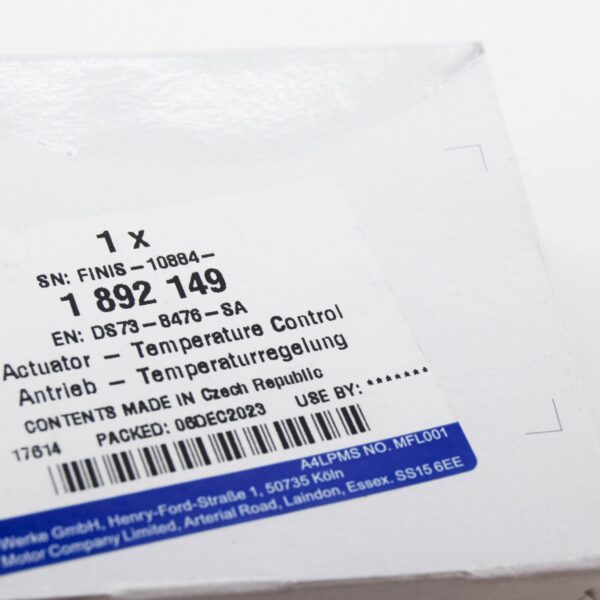 1 x
SN: FINIS-10884-
1 892 149
EN: DS73-8476-SA
Actuator - Temperature Control
Antrieb - Temperaturregelung
CONTENTS MADE IN Czech Republic
17614 PACKED: 06DEC2023 USE BY: *******
A4LPMS NO. MFL001
Werke GmbH, Henry-Ford-Straße 1, 50735 Köln
Motor Company Limited, Arterial Road, Laindon, Essex. SS15 6EE